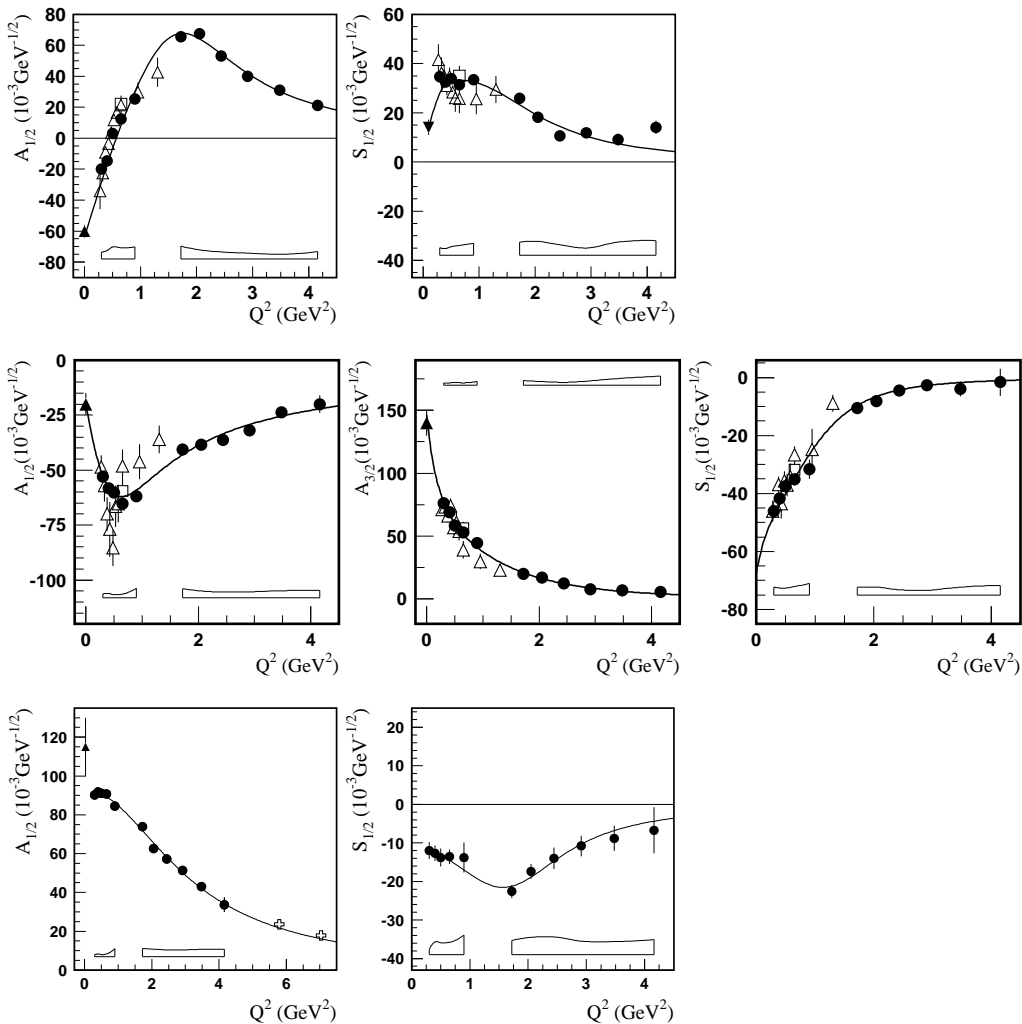 A1/2 (10-3GeV-1/2)
80
60
40
20
0
-20
-40
-60
-80
0 1 2 3 4
Q2 (GeV2)
S1/2 (10-3GeV-1/2)
60
40
20
0
-20
-40
0 1 2 3 4
Q2 (GeV2)
A1/2(10-3GeV-1/2)
0
-25
-50
-75
-100
0 2 4
Q2 (GeV2)
A3/2(10-3GeV-1/2)
150
100
50
0
0 2 4
Q2 (GeV2)
S1/2(10-3GeV-1/2)
0
-20
-40
-60
-80
0 2 4
Q2 (GeV2)
A1/2 (10-3GeV-1/2)
120
100
80
60
40
20
0
0 2 4 6
Q2 (GeV2)
S1/2 (10-3GeV-1/2)
20
10
0
-10
-20
-30
-40
0 1 2 3 4
Q2 (GeV2)